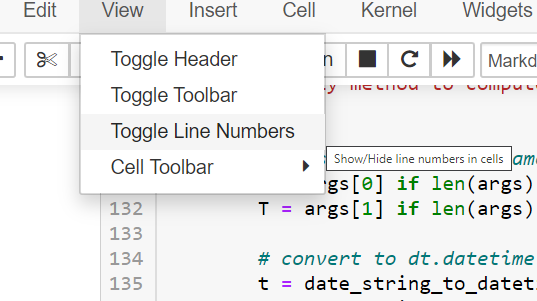 Edit View Insert Cell Kernel Widgets
Toggle Header
Markd
Toggle Toolbar
method to comput
Toggle Line Numbers
Show/Hide line numbers in cells
Cell Toolbar
rgs[0] if len(args)
132 T = args[1] if len(args)
133
134 # convert to dt.datetime
135 t = date_string_to_datet